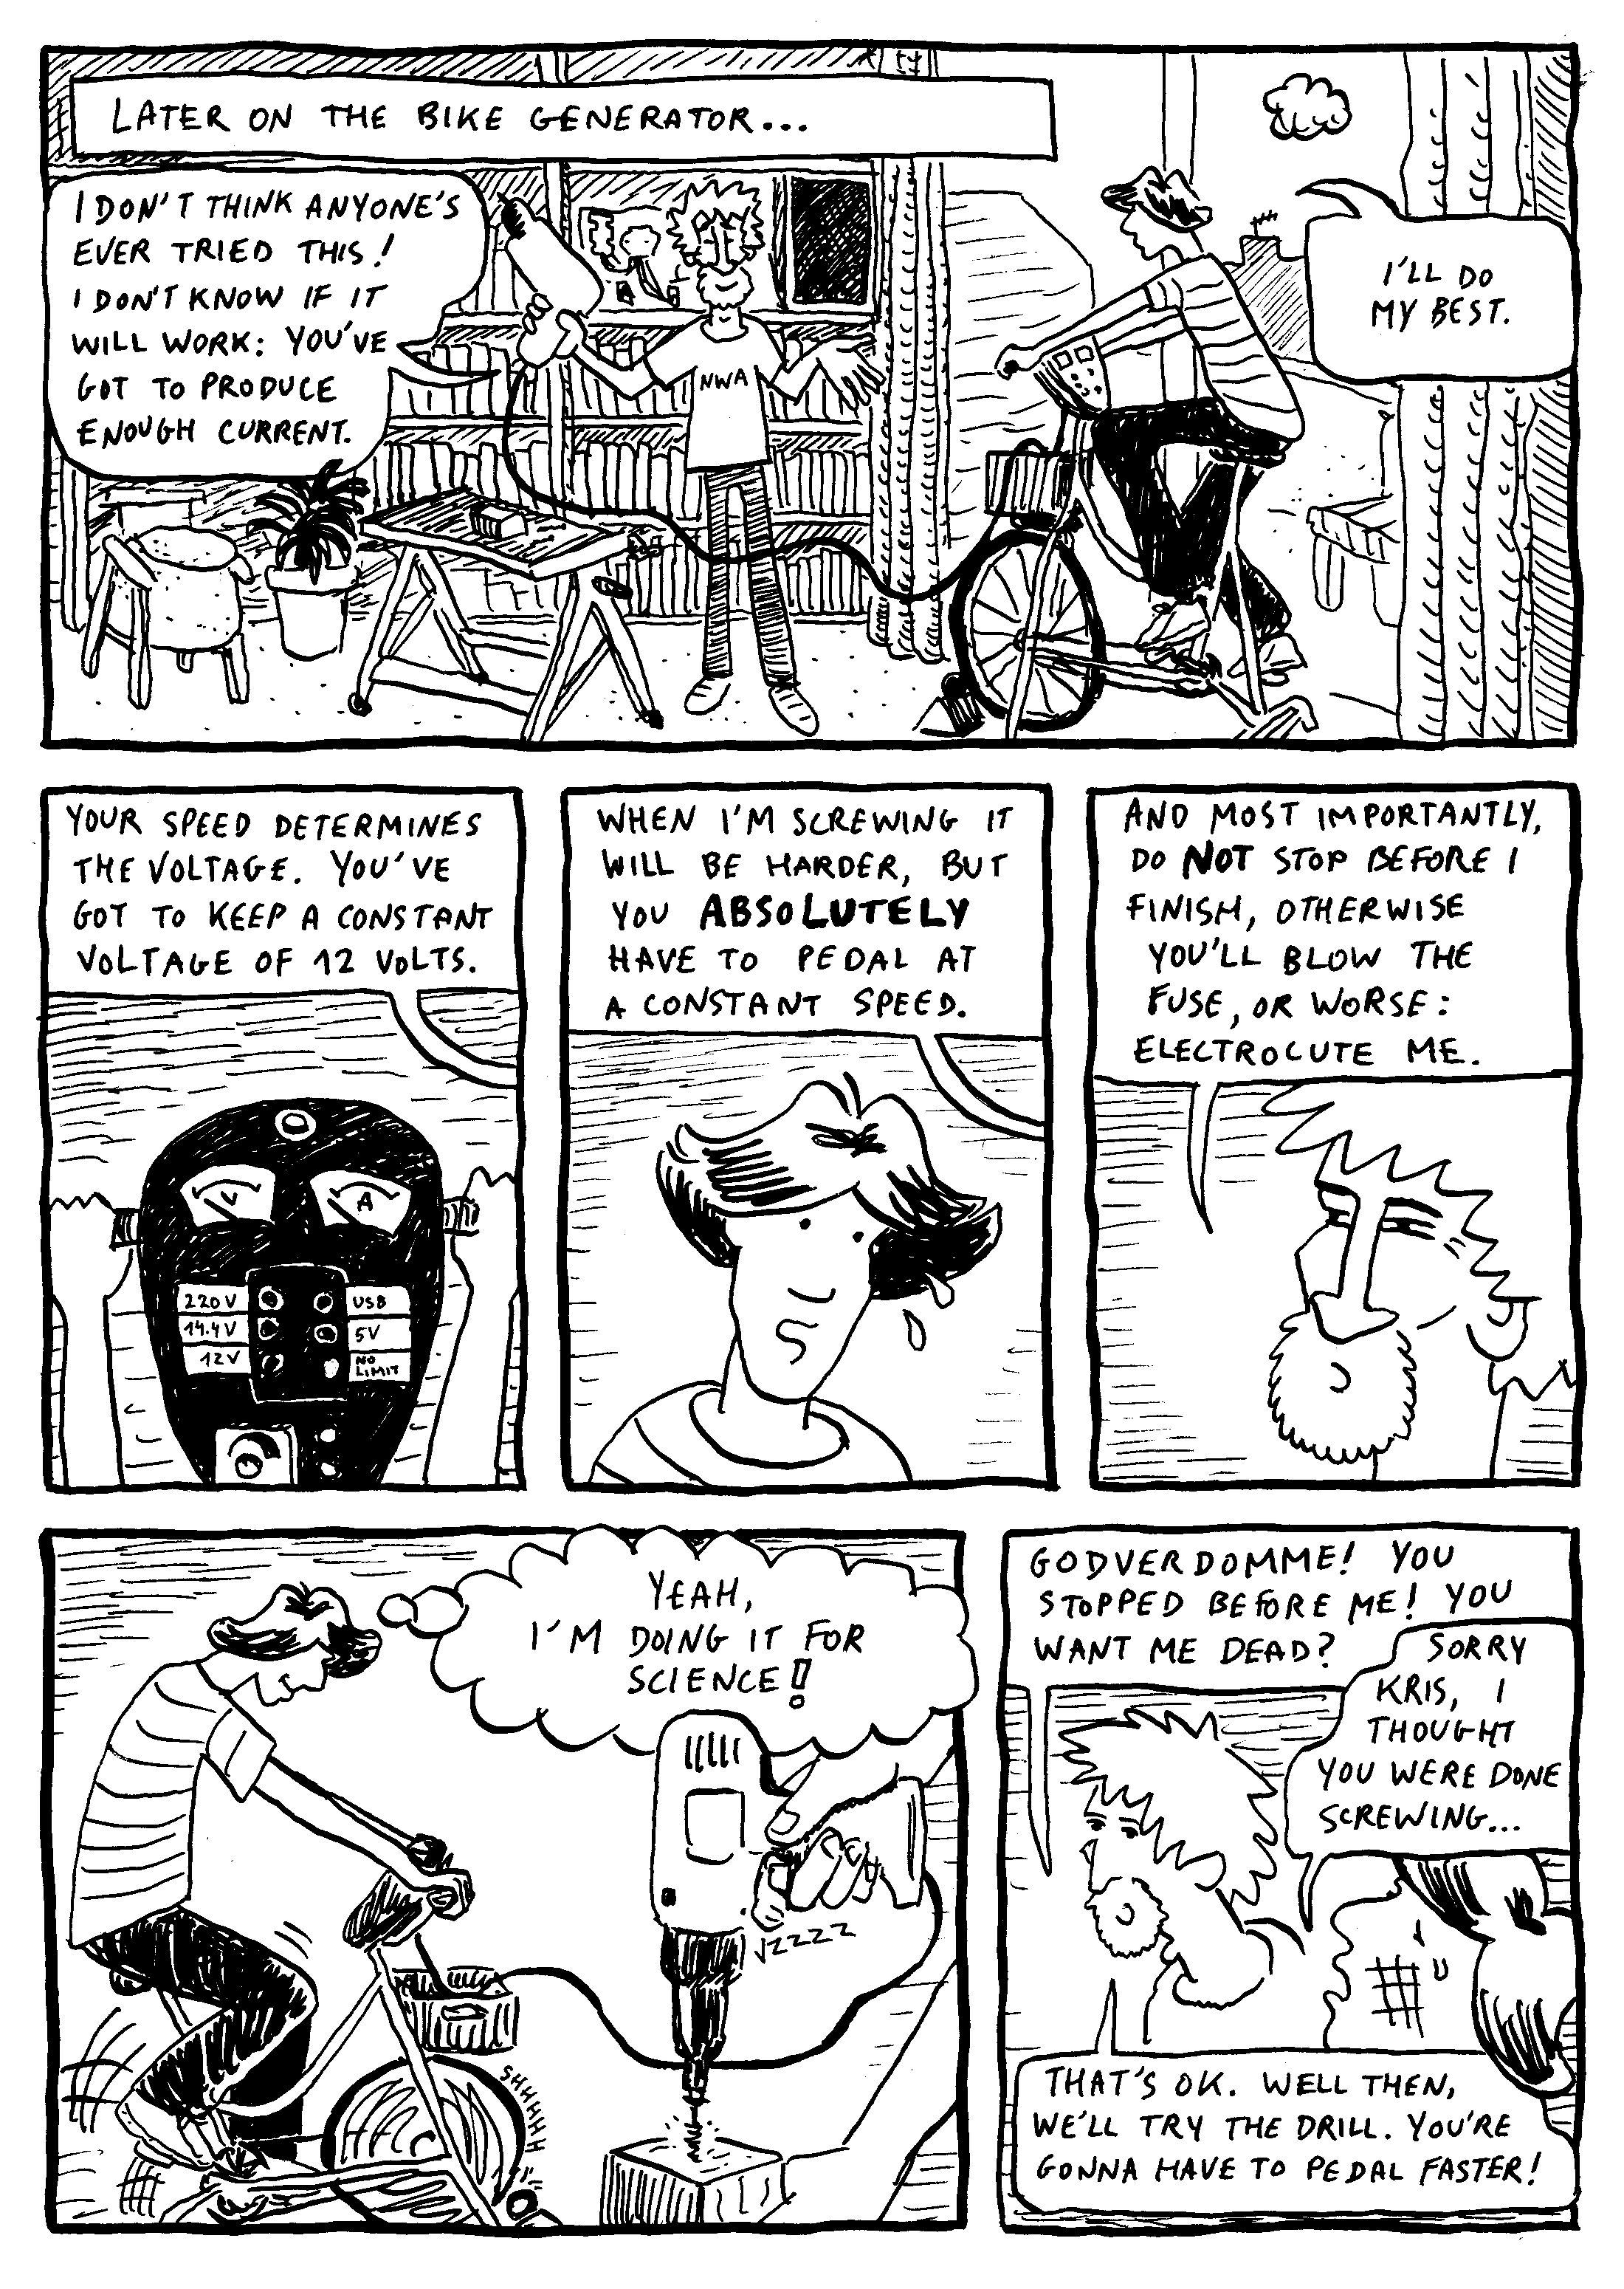 LATER ON THE BIKE GENERATOR...
I DON'T THINK ANYONE'S
EVER TRIED THIS!
I DON'T KNOW IF IT
WILL WORK: YOU'VE
GOT TO PRODUCE
ENOUGH CURRENT.
NWA
I'LL DO
MY BEST.
YOUR SPEED DETERMINES
THE VOLTAGE. YOU'VE
GOT TO KEEP A CONSTANT
VOLTAGE OF 12 VOLTS.
V
A
220V
USB
14.4V
5V
12V
NO
LIMIT
WHEN I'M SCREWING IT
WILL BE HARDER, BUT
YOU ABSOLUTELY
HAVE TO PEDAL AT
A CONSTANT SPEED.
AND MOST IMPORTANTLY,
DO NOT STOP BEFORE I
FINISH, OTHERWISE
YOU'LL BLOW THE
FUSE, OR WORSE:
ELECTROCUTE ME.
YEAH,
I'M DOING IT FOR
SCIENCE!!
VZZZZ
SHHHHH
GODVERDOMME! YOU
STOPPED BEFORE ME! YOU
WANT ME DEAD?
SORRY
KRIS, I
THOUGHT
YOU WERE DONE
SCREWING...
THAT'S OK. WELL THEN,
WE'LL TRY THE DRILL. YOU'RE
GONNA HAVE TO PEDAL FASTER!